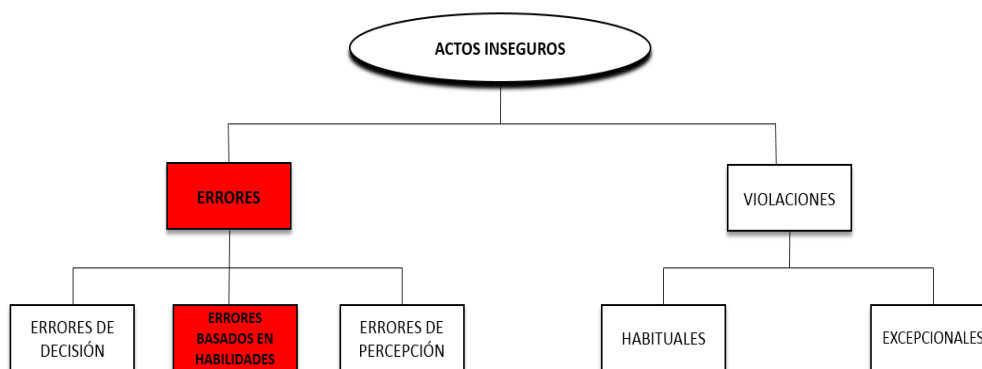 ACTOS INSEGUROS
ERRORES
VIOLACIONES
ERRORES DE
DECISIÓN
ERRORES
BASADOS EN
HABILIDADES
ERRORES DE
PERCEPCIÓN
HABITUALES
EXCEPCIONALES